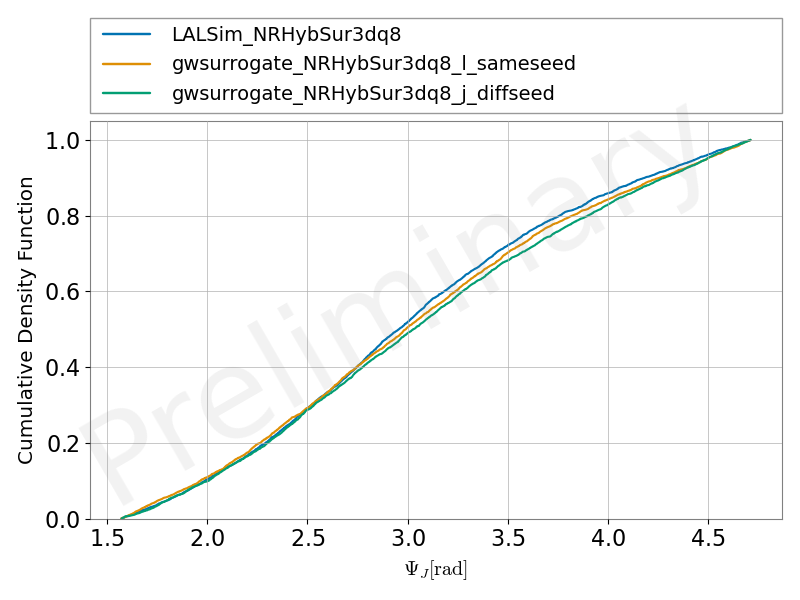 LALSim_NRHybSur3dq8
gwsurrogate_NRHybSur3dq8_l_sameseed
gwsurrogate_NRHybSur3dq8_j_diffseed
1.0
0.8
0.6
0.4
0.2
0.0
Cumulative Density Function
Preliminary
1.5 2.0 2.5 3.0 3.5 4.0 4.5
Ψ_J[rad]